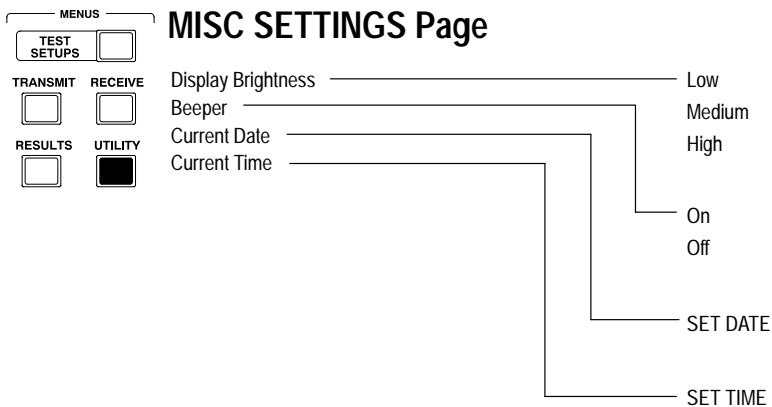 MENUS
TEST
SETUPS
TRANSMIT RECEIVE
RESULTS UTILITY
MISC SETTINGS Page
Display Brightness
Beeper
Current Date
Current Time
Low
Medium
High
On
Off
SET DATE
SET TIME